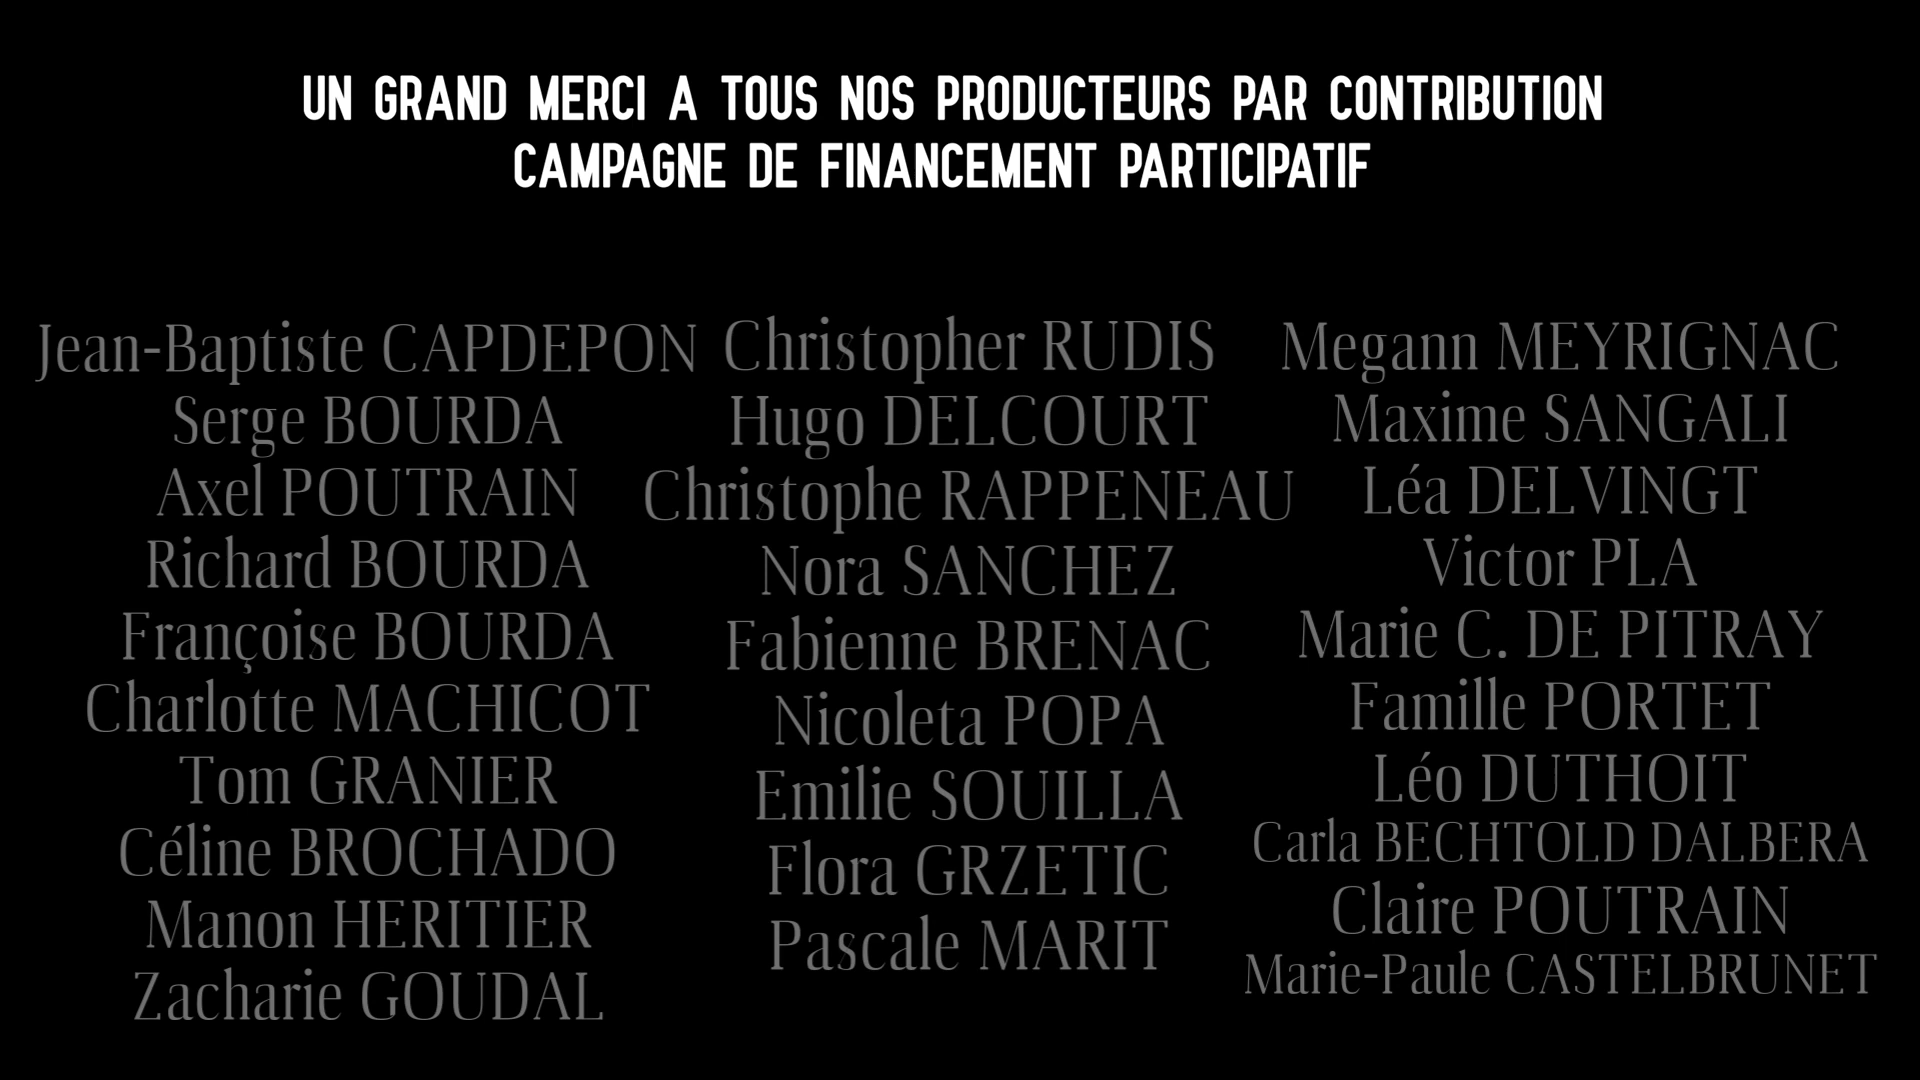 UN GRAND MERCI A TOUS NOS PRODUCTEURS PAR CONTRIBUTION
CAMPAGNE DE FINANCEMENT PARTICIPATIF
Jean-Baptiste CAPDEPON
Serge BOURDA
Axel POUTRAIN
Richard BOURDA
Françoise BOURDA
Charlotte MACHICOT
Tom GRANIER
Céline BROCHADO
Manon HERITIER
Zacharie GOUDAL
Christopher RUDIS
Hugo DELCOURT
Christophe RAPPENEAU
Nora SANCHEZ
Fabienne BRENAC
Nicoleta POPA
Emilie SOUILLA
Flora GRZETIC
Pascale MARIT
Megann MEYRIGNAC
Maxime SANGALI
Léa DELVINGT
Victor PLA
Marie C. DE PITRAY
Famille PORTET
Léo DUTHOIT
Carla BECHTOLD DALBERA
Claire POUTRAIN
Marie-Paule CASTELBRUNET